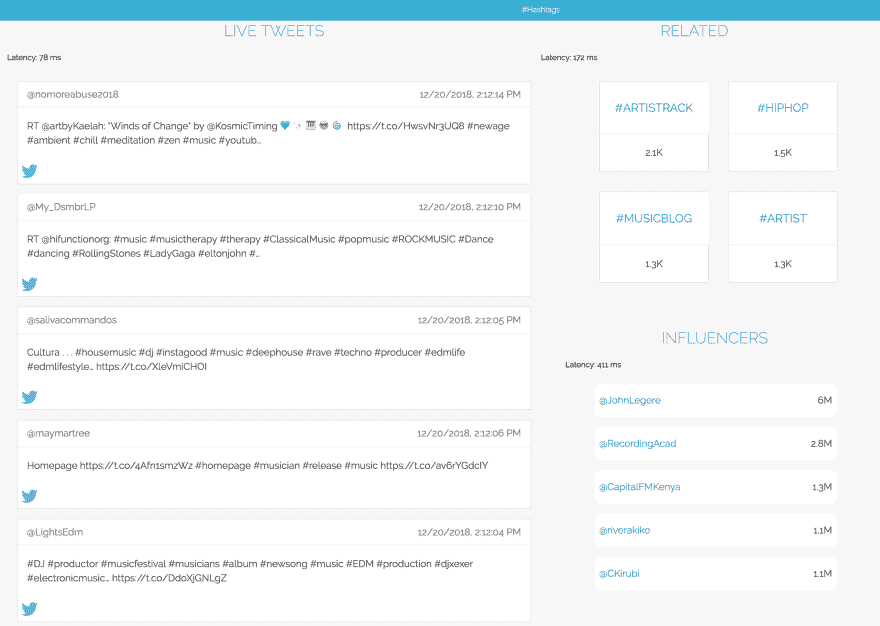 #Hashtags
LIVE TWEETS
Latency: 78 ms
@nomoreabuse2018 12/20/2018, 2:12:14 PM
RT @artbyKaelah: "Winds of Change" by @KosmicTiming 💙 ✨ 🎹 https://t.co/HwsvNr3UQ8 #newage
#ambient #chill #meditation #zen #music #youtub…
@My_DsmbrLP 12/20/2018, 2:12:10 PM
RT @hifunctionorg: #music #musictherapy #therapy #ClassicalMusic #popmusic #ROCKMUSIC #Dance
#dancing #RollingStones #LadyGaga #eltonjohn #…
@salivacommandos 12/20/2018, 2:12:05 PM
Cultura . . . #housemusic #dj #instagood #music #deephouse #rave #techno #producer #edmlife
#edmlifestyle… https://t.co/XleVmiCHOI
@maymartree 12/20/2018, 2:12:06 PM
Homepage https://t.co/4Afn1smzWz #homepage #musician #release #music https://t.co/av6rYGdcIY
@LightsEdm 12/20/2018, 2:12:04 PM
#DJ #productor #musicfestival #musicians #album #newsong #music #EDM #production #djxexer
#electronicmusic… https://t.co/DdoXjGNLgZ
RELATED
Latency: 172 ms
#ARTISTRACK #HIPHOP
2.1K 1.5K
#MUSICBLOG #ARTIST
1.3K 1.3K
INFLUENCERS
Latency: 411 ms
@JohnLegere 6M
@RecordingAcad 2.8M
@CapitalFMKenya 1.3M
@riverakiko 1.1M
@CKirubi 1.1M